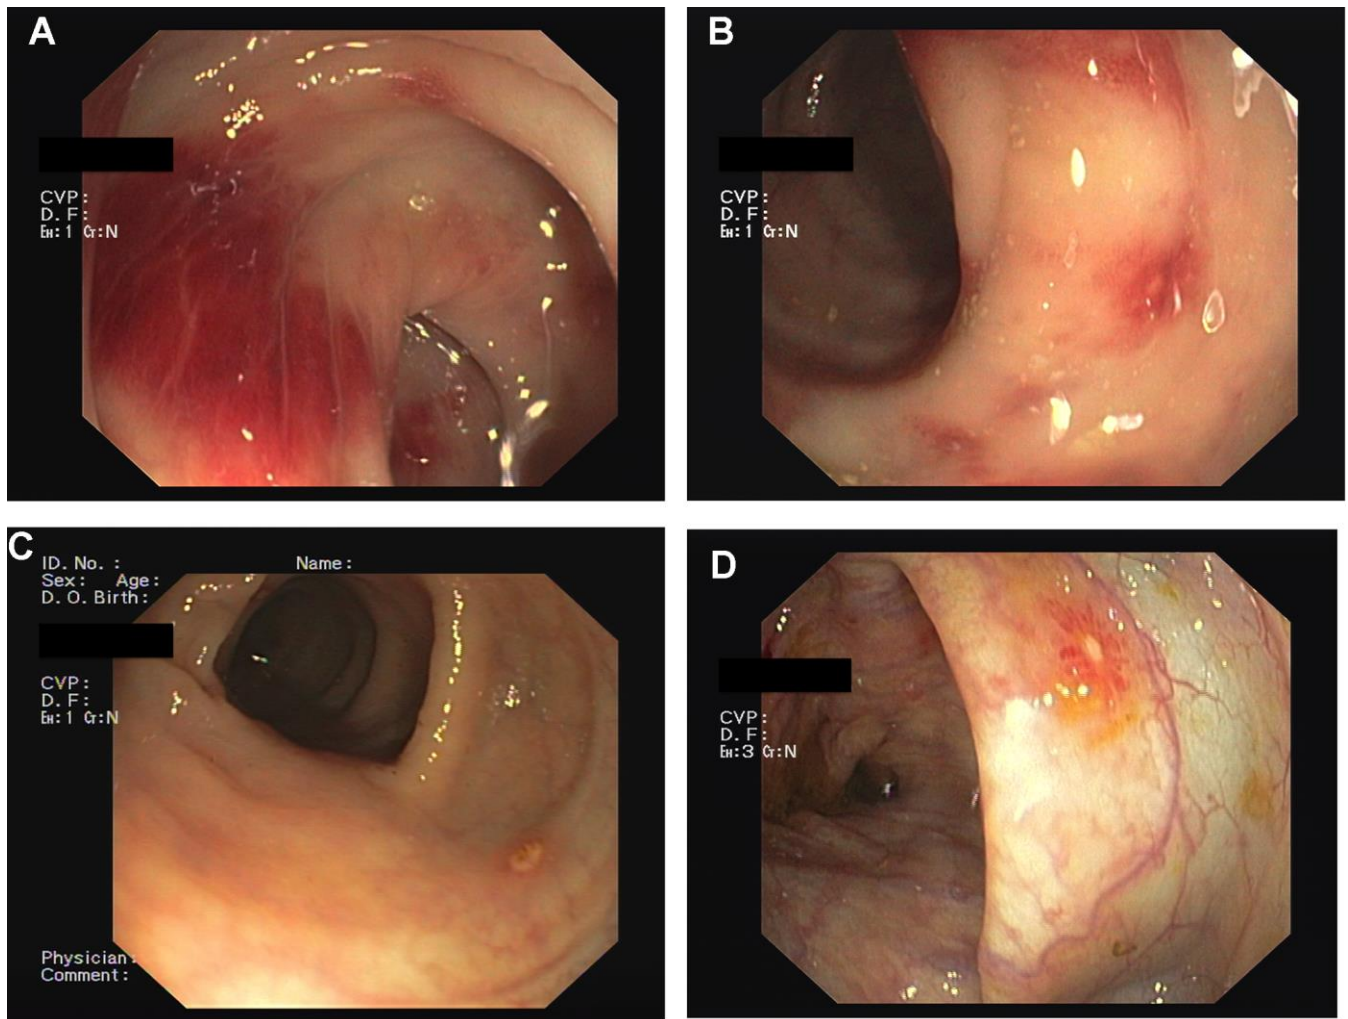 A
CVP:
D.F:
Eh:1 Cr:N
B
CVP:
D.F:
Eh:1 Cr:N
C
ID. No. :
Name:
Sex: Age:
D.O.Birth:
CVP:
D.F:
Eh:1 Cr:N
Physician:
Comment:
D
CVP:
D.F:
Eh:3 Cr:N